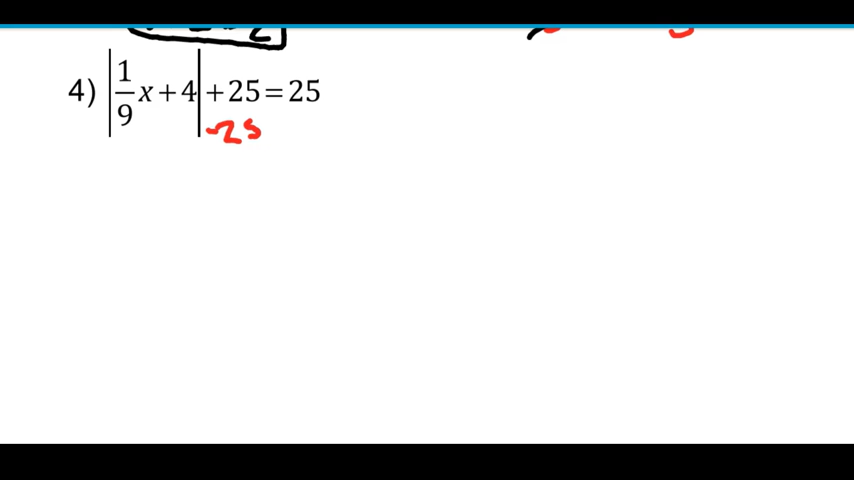 4) |1/9 x + 4| + 25 = 25
-25